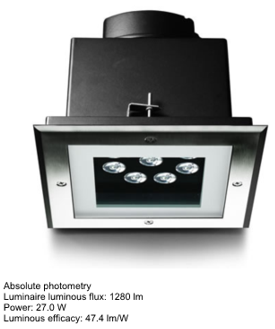 Absolute photometry
Luminaire luminous flux: 1280 lm
Power: 27.0 W
Luminous efficacy: 47.4 lm/W